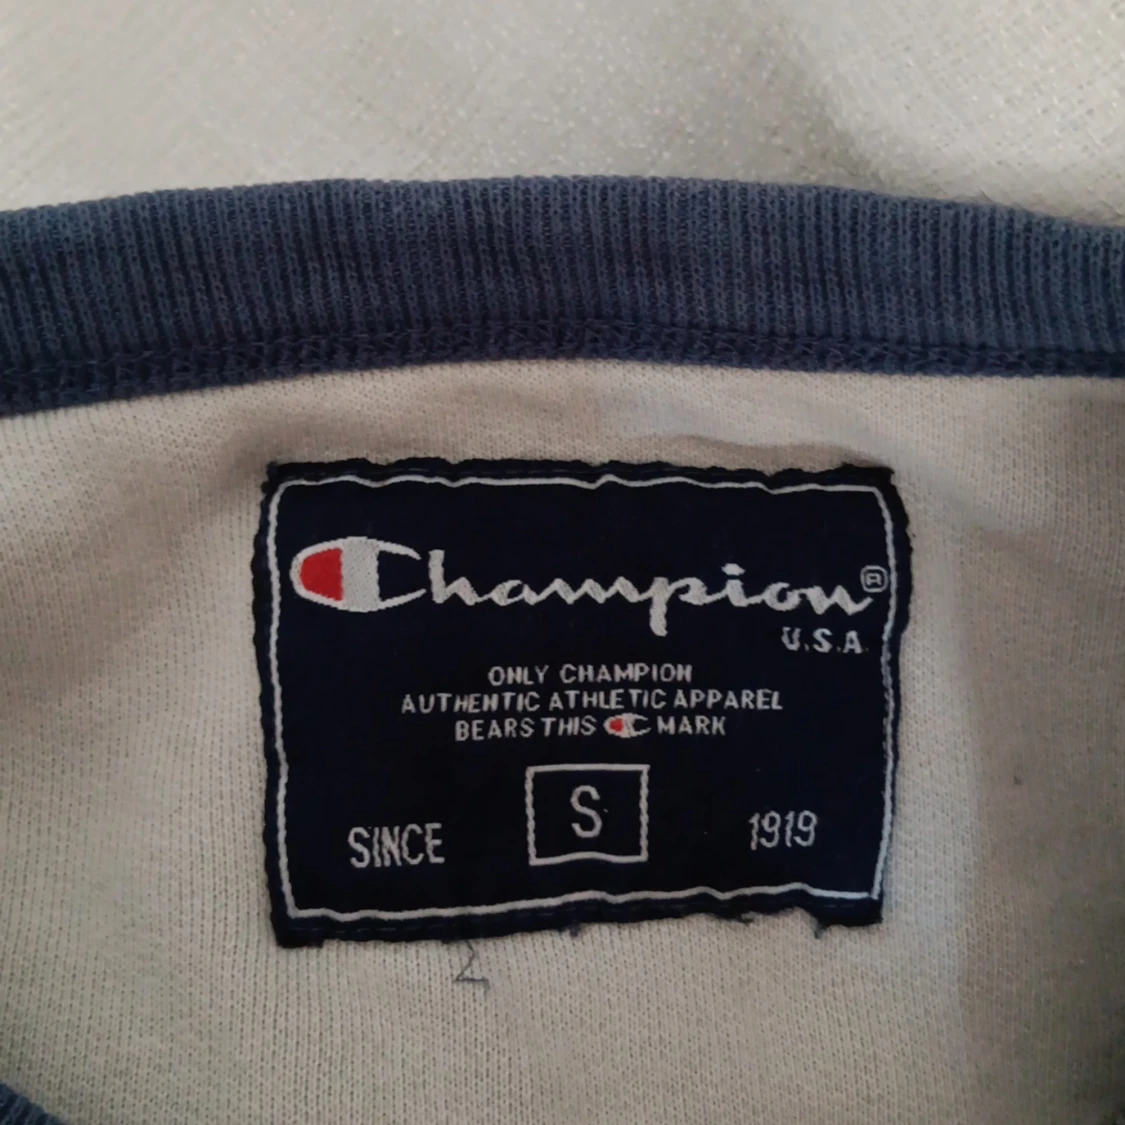 Champion®
U.S.A.
ONLY CHAMPION
AUTHENTIC ATHLETIC APPAREL
BEARS THIS C MARK
S
SINCE 1919